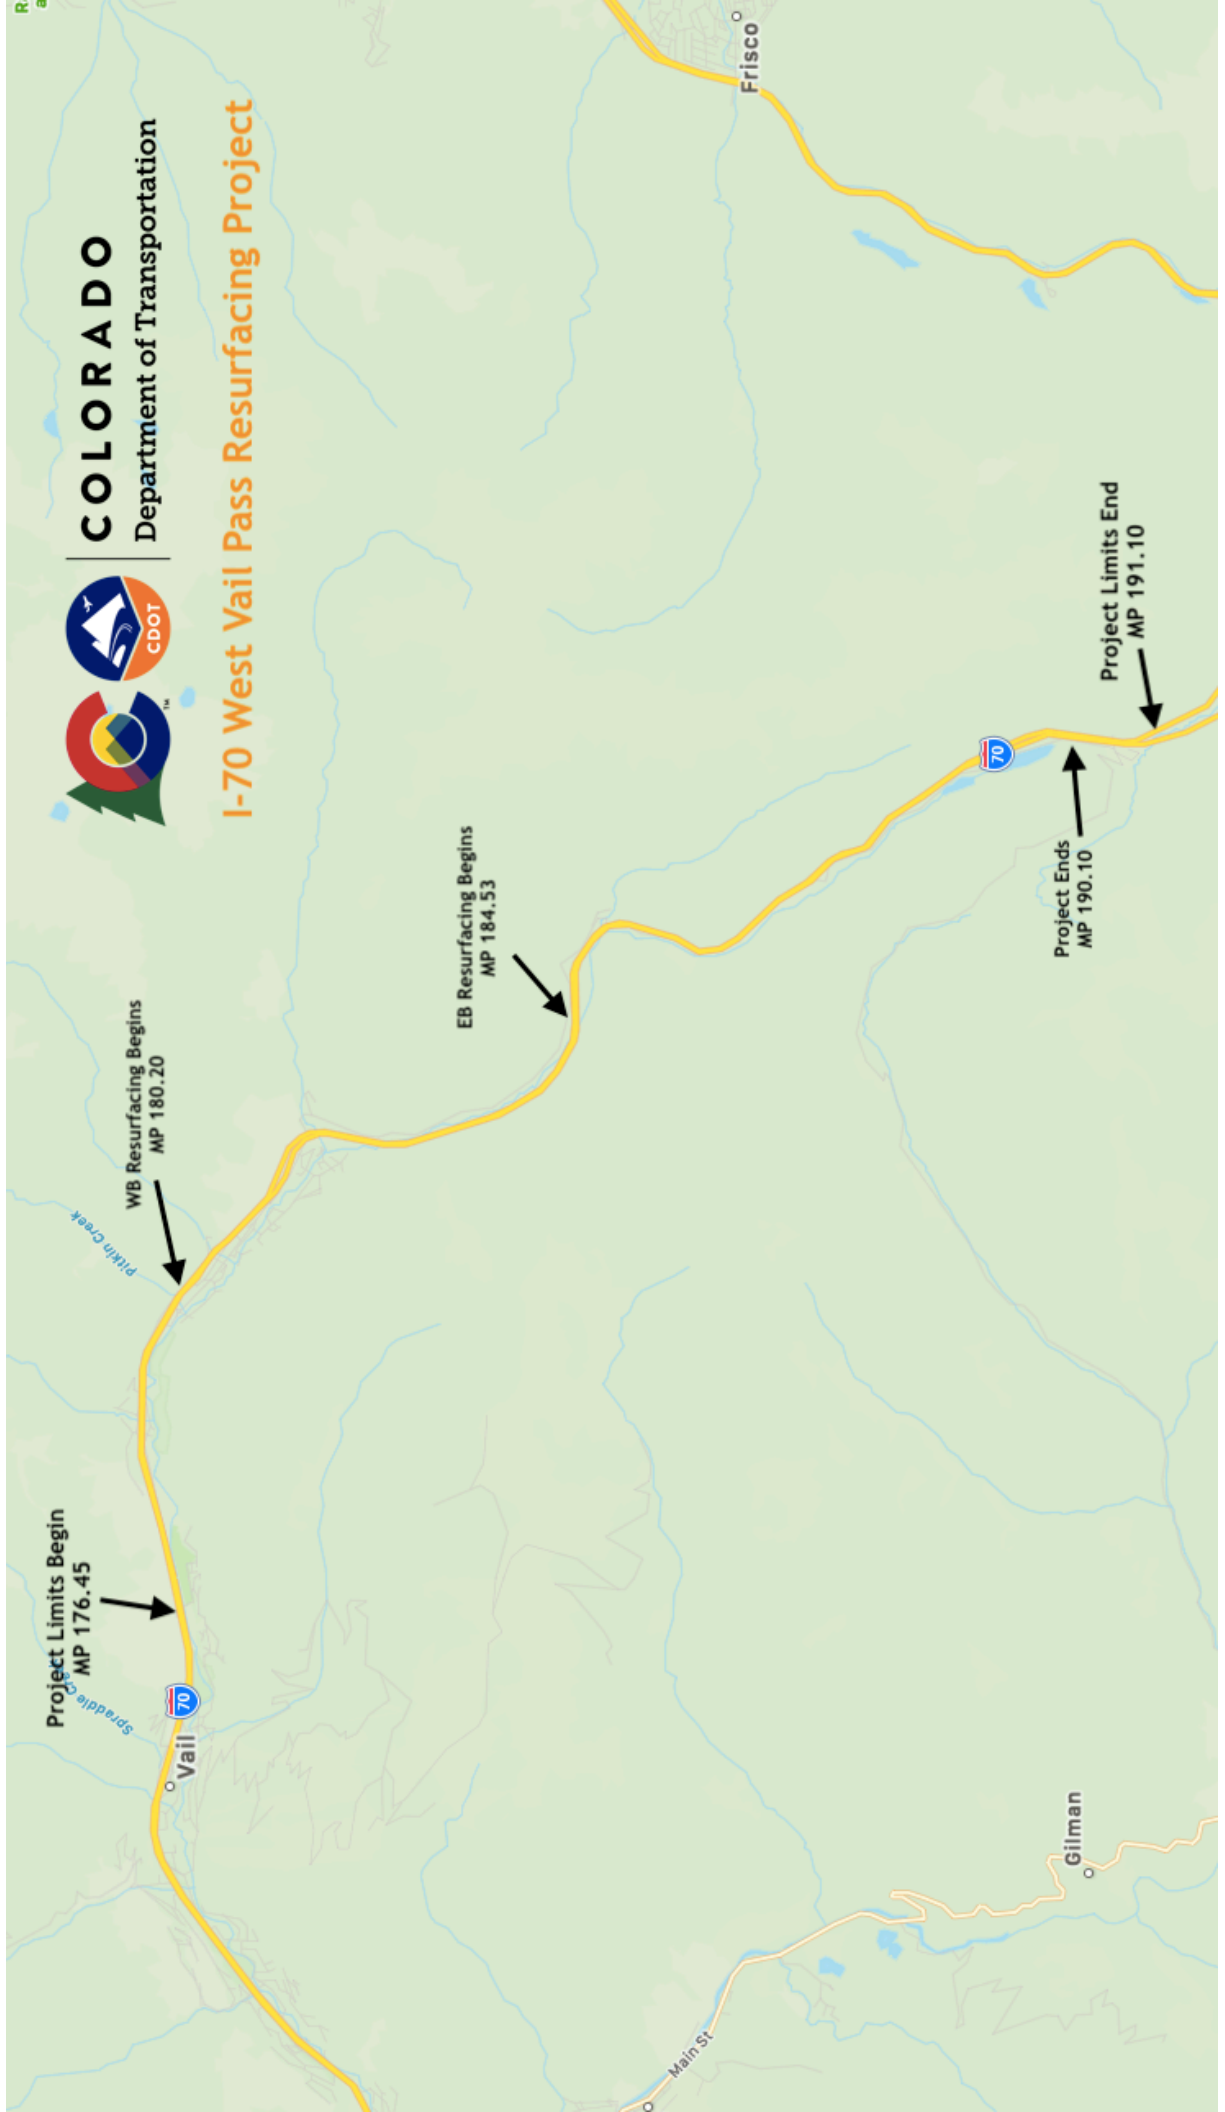 COLORADO
Department of Transportation
CDOT
TM
I-70 West Vail Pass Resurfacing Project
Project Limits Begin
MP 176.45
Spraddle
Vail
70
Pitkin Creek
WB Resurfacing Begins
MP 180.20
EB Resurfacing Begins
MP 184.53
Frisco
70
Project Ends
MP 190.10
Project Limits End
MP 191.10
Main St
Gilman